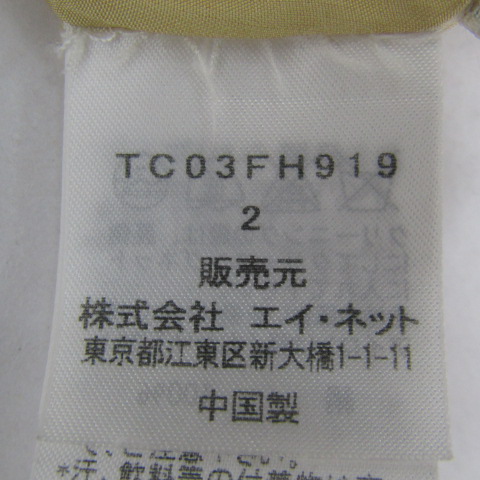 TC03FH919
2
販売元
株式会社 エイ・ネット
東京都江東区新大橋1-1-11
中国製